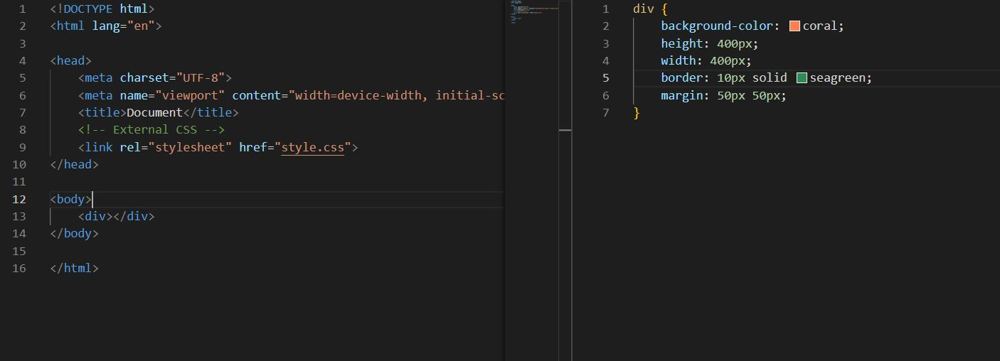 1 <!DOCTYPE html>
2 <html lang="en">
3
4 <head>
5     <meta charset="UTF-8">
6     <meta name="viewport" content="width=device-width, initial-sc
7     <title>Document</title>
8     <!-- External CSS -->
9     <link rel="stylesheet" href="style.css">
10 </head>
11
12 <body>
13     <div></div>
14 </body>
15
16 </html>
1 div {
2     background-color: coral;
3     height: 400px;
4     width: 400px;
5     border: 10px solid seagreen;
6     margin: 50px 50px;
7 }